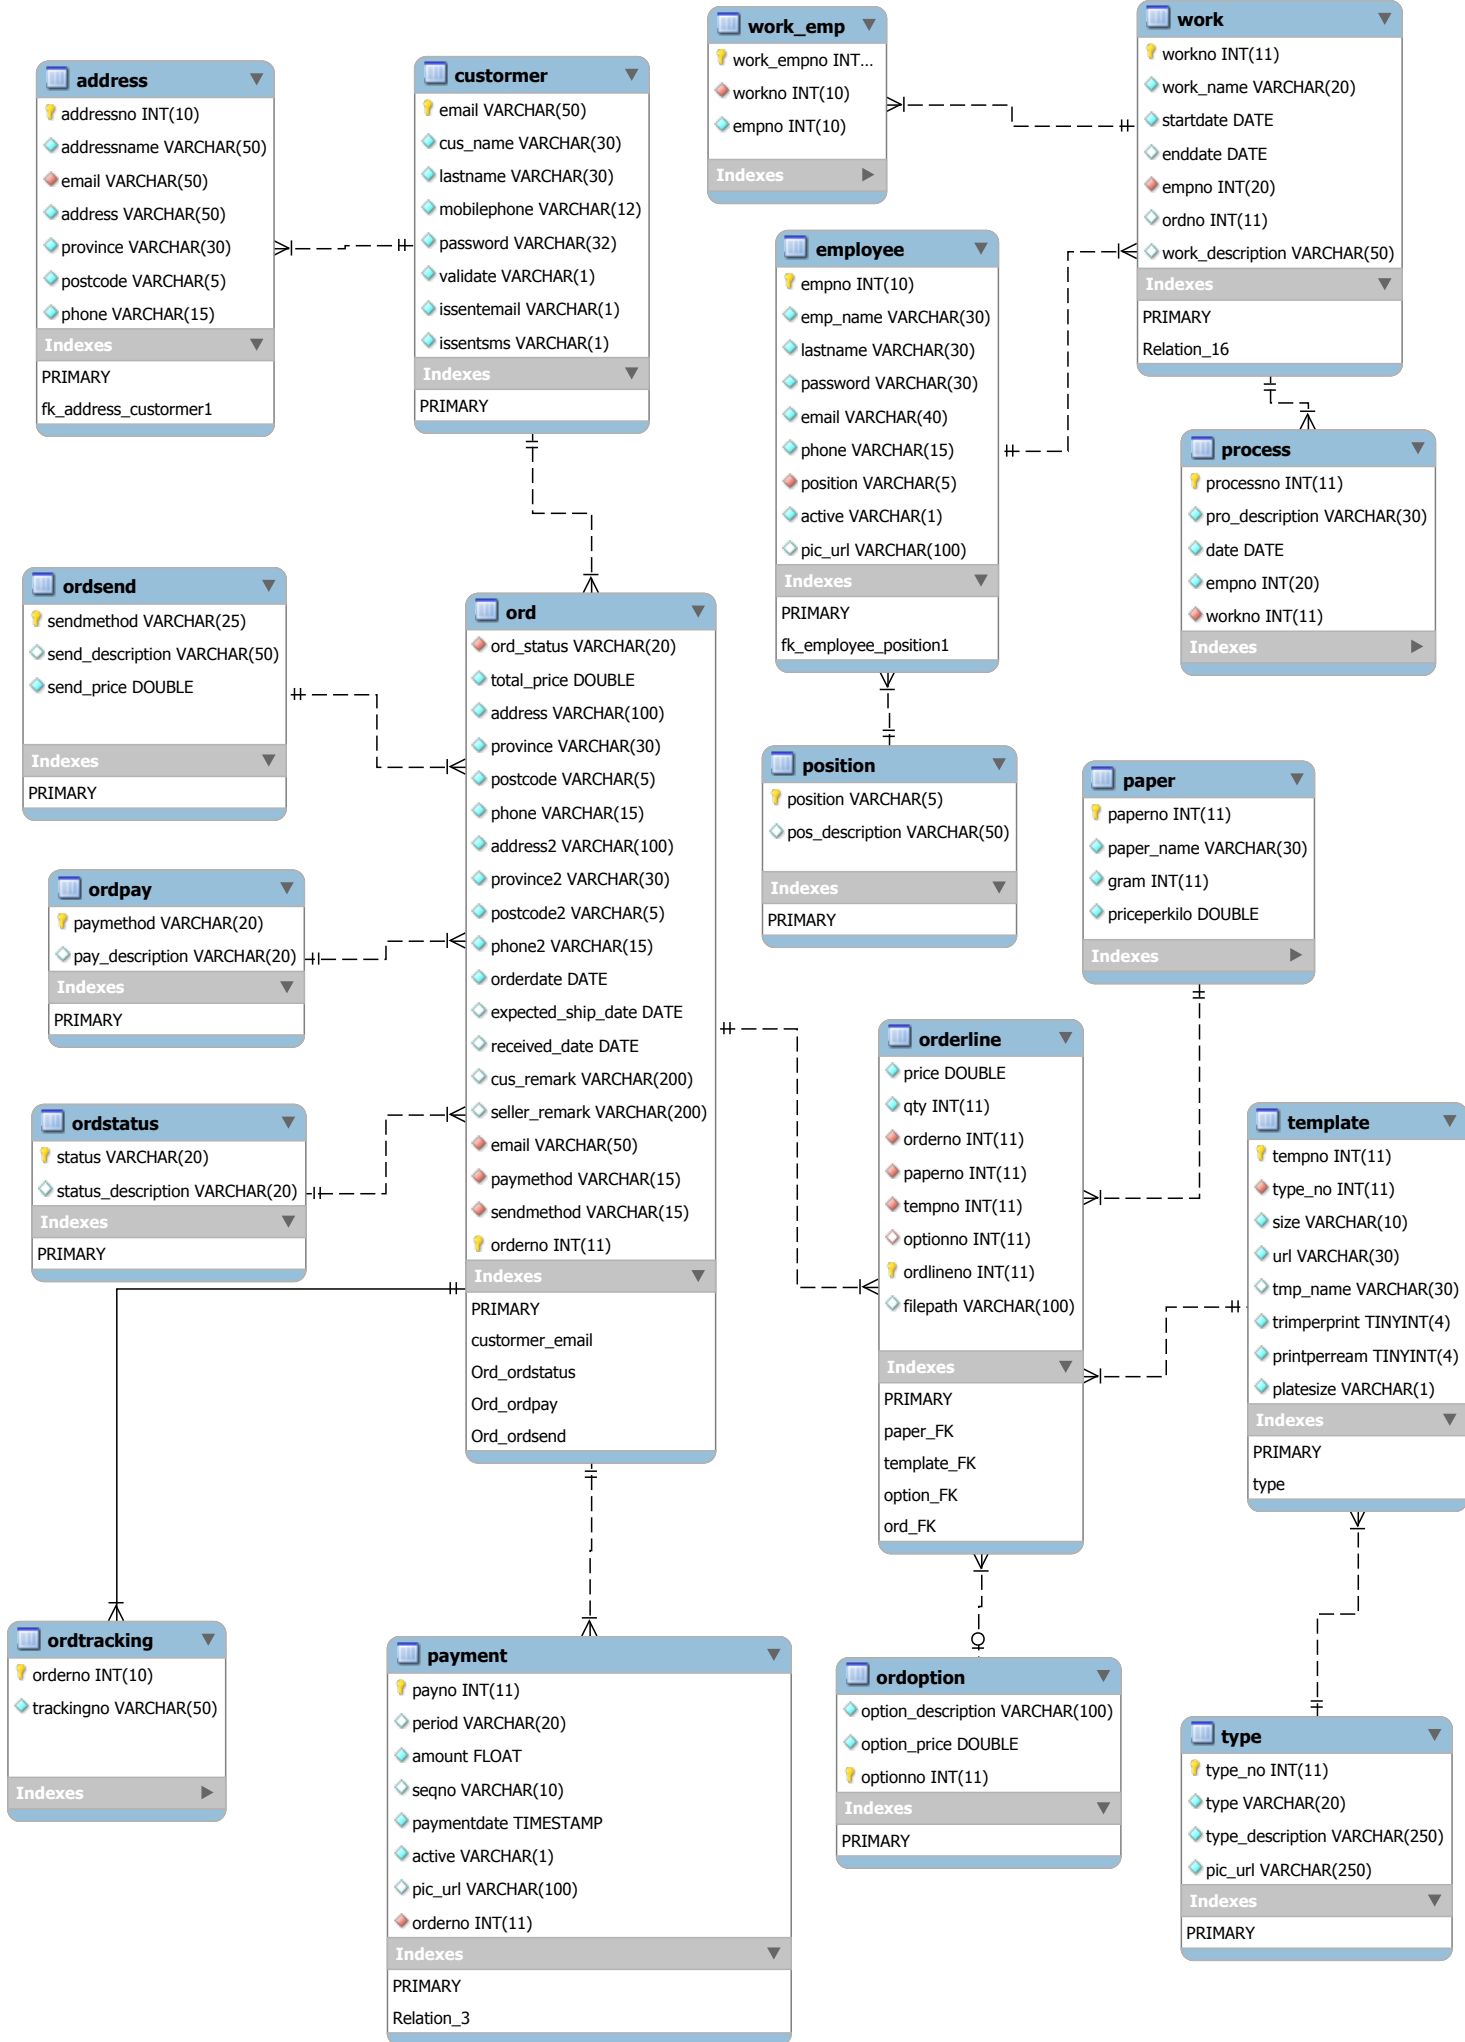 address
addressno INT(10)
addressname VARCHAR(50)
email VARCHAR(50)
address VARCHAR(50)
province VARCHAR(30)
postcode VARCHAR(5)
phone VARCHAR(15)
Indexes
PRIMARY
fk_address_custormer1
custormer
email VARCHAR(50)
cus_name VARCHAR(30)
lastname VARCHAR(30)
mobilephone VARCHAR(12)
password VARCHAR(32)
validate VARCHAR(1)
issentemail VARCHAR(1)
issentsms VARCHAR(1)
Indexes
PRIMARY
work_emp
work_empno INT...
workno INT(10)
empno INT(10)
Indexes
work
workno INT(11)
work_name VARCHAR(20)
startdate DATE
enddate DATE
empno INT(20)
ordno INT(11)
work_description VARCHAR(50)
Indexes
PRIMARY
Relation_16
employee
empno INT(10)
emp_name VARCHAR(30)
lastname VARCHAR(30)
password VARCHAR(30)
email VARCHAR(40)
phone VARCHAR(15)
position VARCHAR(5)
active VARCHAR(1)
pic_url VARCHAR(100)
Indexes
PRIMARY
fk_employee_position1
process
processno INT(11)
pro_description VARCHAR(30)
date DATE
empno INT(20)
workno INT(11)
Indexes
ordsend
sendmethod VARCHAR(25)
send_description VARCHAR(50)
send_price DOUBLE
Indexes
PRIMARY
ord
ord_status VARCHAR(20)
total_price DOUBLE
address VARCHAR(100)
province VARCHAR(30)
postcode VARCHAR(5)
phone VARCHAR(15)
address2 VARCHAR(100)
province2 VARCHAR(30)
postcode2 VARCHAR(5)
phone2 VARCHAR(15)
orderdate DATE
expected_ship_date DATE
received_date DATE
cus_remark VARCHAR(200)
seller_remark VARCHAR(200)
email VARCHAR(50)
paymethod VARCHAR(15)
sendmethod VARCHAR(15)
orderno INT(11)
Indexes
PRIMARY
custormer_email
Ord_ordstatus
Ord_ordpay
Ord_ordsend
position
position VARCHAR(5)
pos_description VARCHAR(50)
Indexes
PRIMARY
paper
paperno INT(11)
paper_name VARCHAR(30)
gram INT(11)
priceperkilo DOUBLE
Indexes
ordpay
paymethod VARCHAR(20)
pay_description VARCHAR(20)
Indexes
PRIMARY
orderline
price DOUBLE
qty INT(11)
orderno INT(11)
paperno INT(11)
tempno INT(11)
optionno INT(11)
ordlineno INT(11)
filepath VARCHAR(100)
Indexes
PRIMARY
paper_FK
template_FK
option_FK
ord_FK
ordstatus
status VARCHAR(20)
status_description VARCHAR(20)
Indexes
PRIMARY
template
tempno INT(11)
type_no INT(11)
size VARCHAR(10)
url VARCHAR(30)
tmp_name VARCHAR(30)
trimperprint TINYINT(4)
printperream TINYINT(4)
platesize VARCHAR(1)
Indexes
PRIMARY
type
ordtracking
orderno INT(10)
trackingno VARCHAR(50)
Indexes
payment
payno INT(11)
period VARCHAR(20)
amount FLOAT
seqno VARCHAR(10)
paymentdate TIMESTAMP
active VARCHAR(1)
pic_url VARCHAR(100)
orderno INT(11)
Indexes
PRIMARY
Relation_3
ordoption
option_description VARCHAR(100)
option_price DOUBLE
optionno INT(11)
Indexes
PRIMARY
type
type_no INT(11)
type VARCHAR(20)
type_description VARCHAR(250)
pic_url VARCHAR(250)
Indexes
PRIMARY